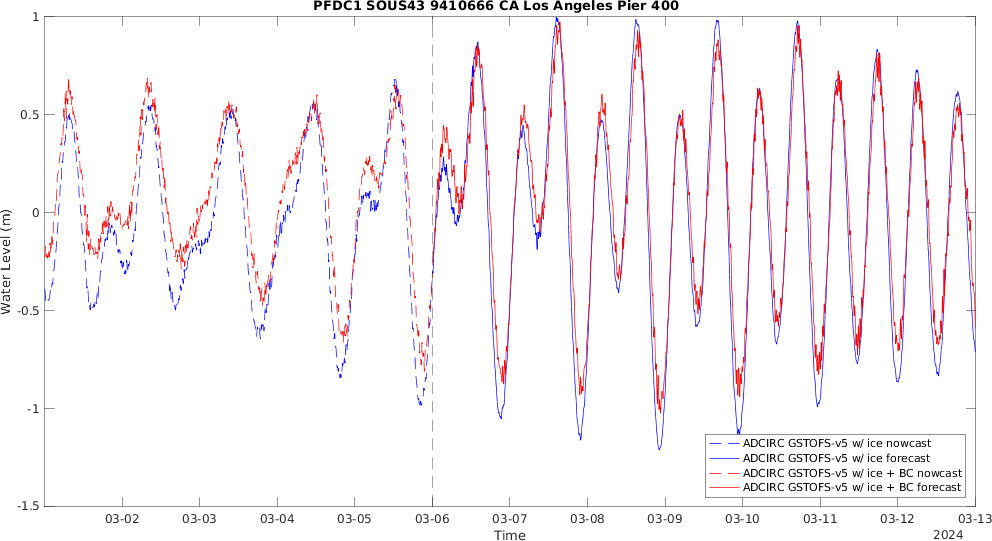 PFDC1 SOUS43 9410666 CA Los Angeles Pier 400
1
0.5
0
-0.5
-1
-1.5
Water Level (m)
03-02 03-03 03-04 03-05 03-06 03-07 03-08 03-09 03-10 03-11 03-12 03-13
Time
2024
ADCIRC GSTOFS-v5 w/ ice nowcast
ADCIRC GSTOFS-v5 w/ ice forecast
ADCIRC GSTOFS-v5 w/ ice + BC nowcast
ADCIRC GSTOFS-v5 w/ ice + BC forecast